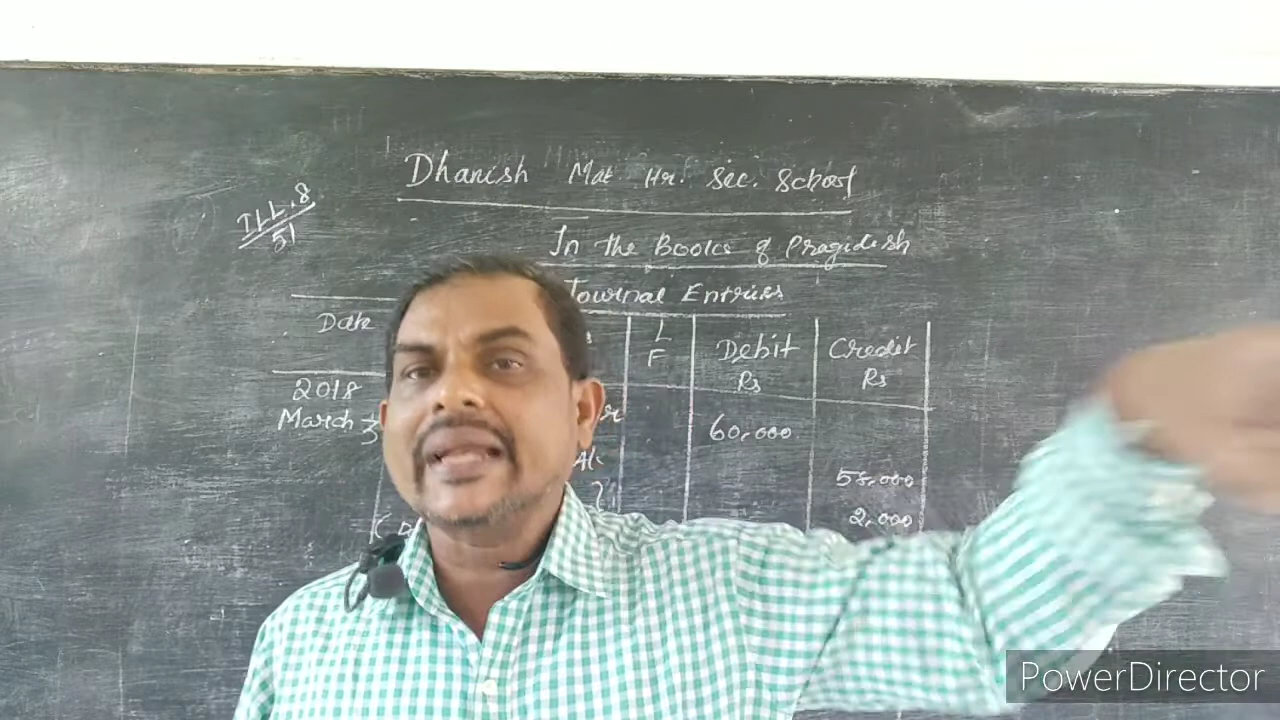 Dhanish Mat Hr. Sec. School
ILL.8
51
In the Books of Pragidesh
Journal Entries
Date
L
F
Debit
Rs
Credit
Rs
2018
March 3
60,000
A/c
58,000
2,000
PowerDirector